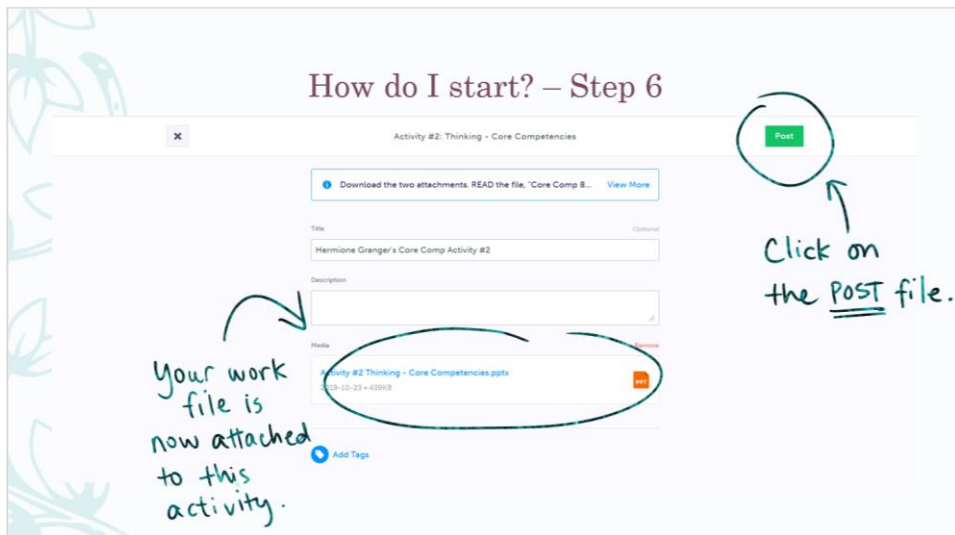 How do I start? – Step 6
Activity #2: Thinking - Core Competencies
Post
Download the two attachments. READ the file, "Core Comp 8... View More
Title Optional
Hermione Granger's Core Comp Activity #2
Description
Media Remove
Activity #2 Thinking - Core Competencies.pptx
2019-10-23 • 439KB
PPT
Add Tags
Your work
file is
now attached
to this
activity.
Click on
the POST file.